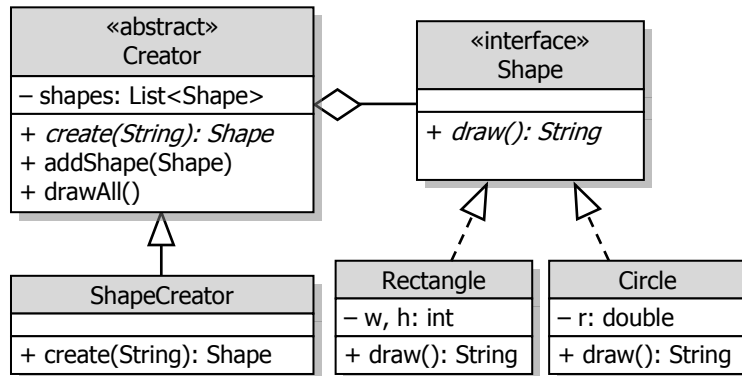 «abstract»
Creator
– shapes: List<Shape>
+ create(String): Shape
+ addShape(Shape)
+ drawAll()
«interface»
Shape
+ draw(): String
ShapeCreator
+ create(String): Shape
Rectangle
– w, h: int
+ draw(): String
Circle
– r: double
+ draw(): String